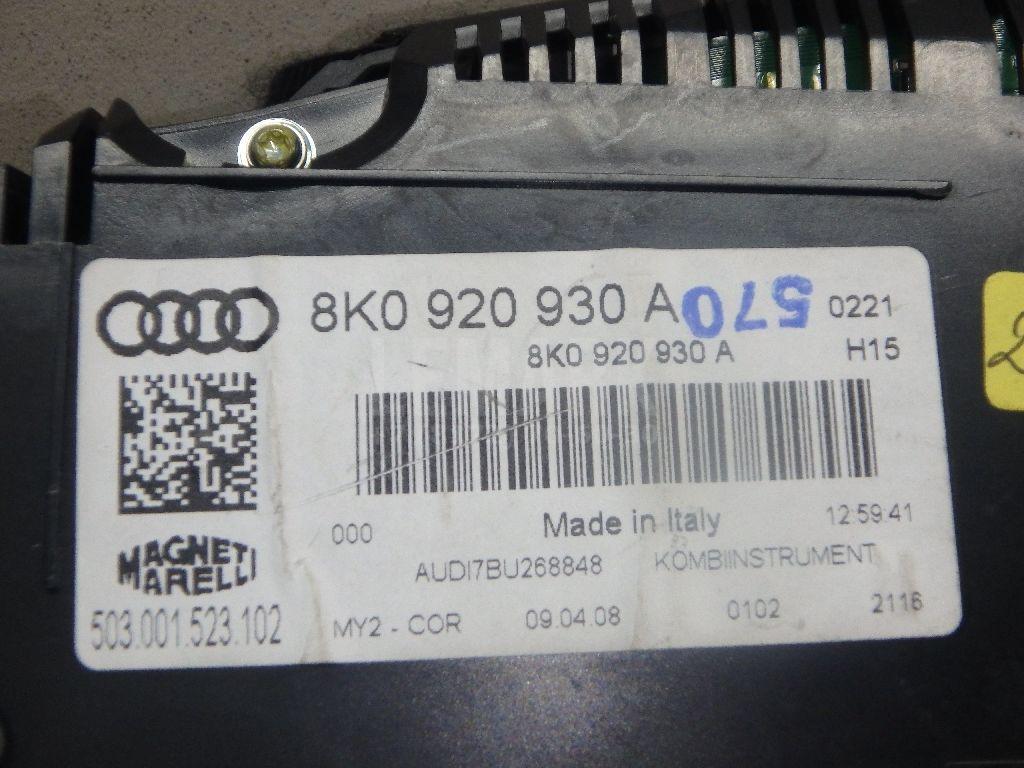 8K0 920 930 A 570 0221
8K0 920 930 A H15
000 Made in Italy 12:59:41
AUDI7BU268848 KOMBIINSTRUMENT
MAGNETI
MARELLI
503.001.523.102
MY2 - COR 09.04.08 0102 2116
2